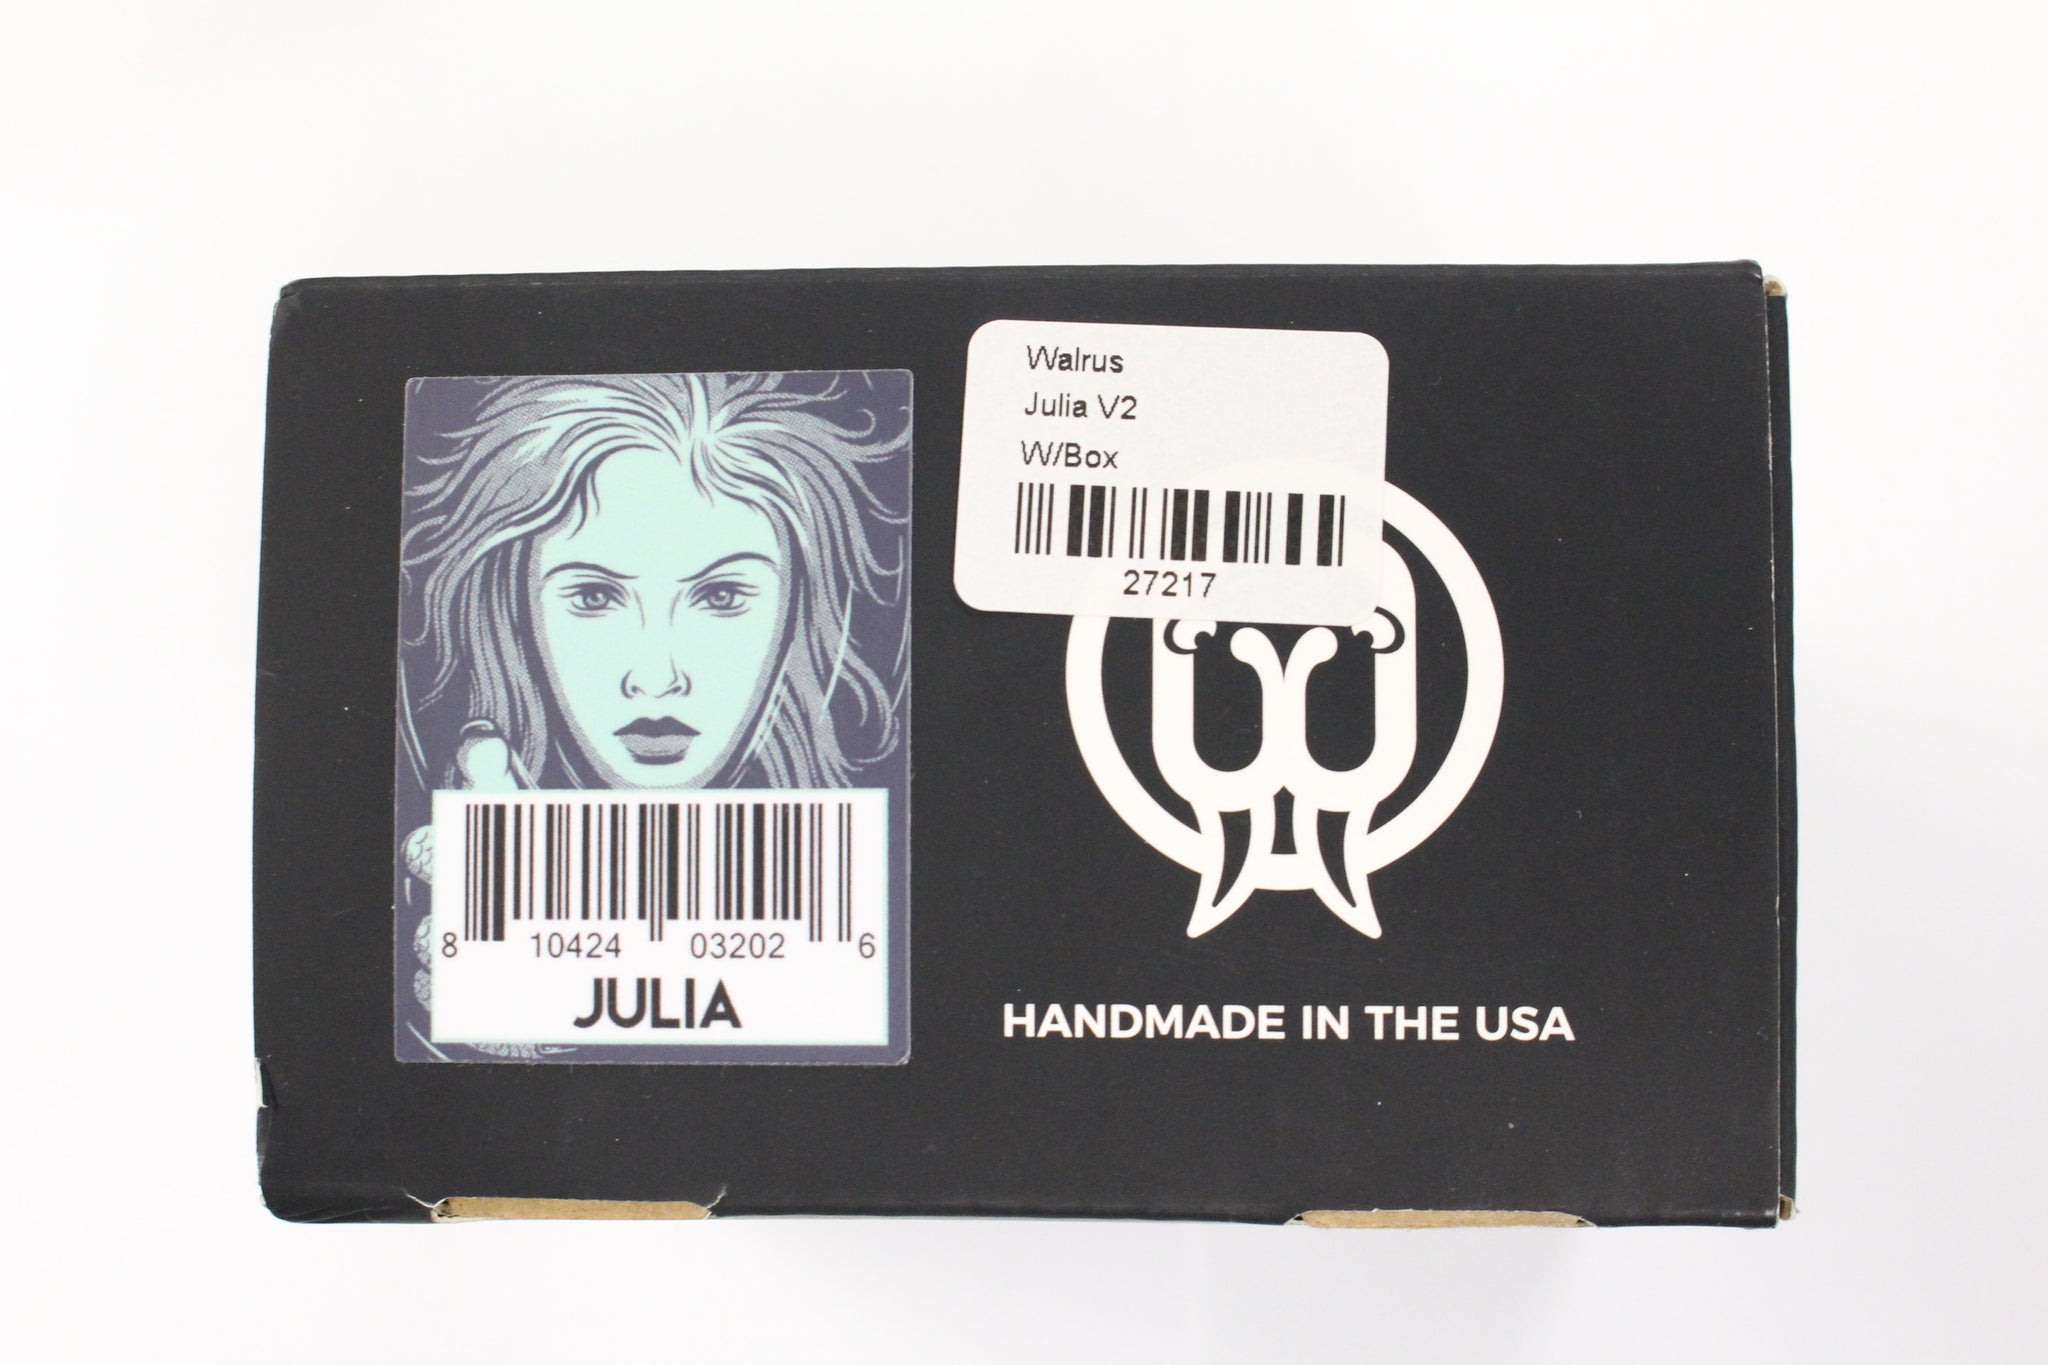 Walrus
Julia V2
W/Box
27217
8 10424 03202 6
JULIA
HANDMADE IN THE USA